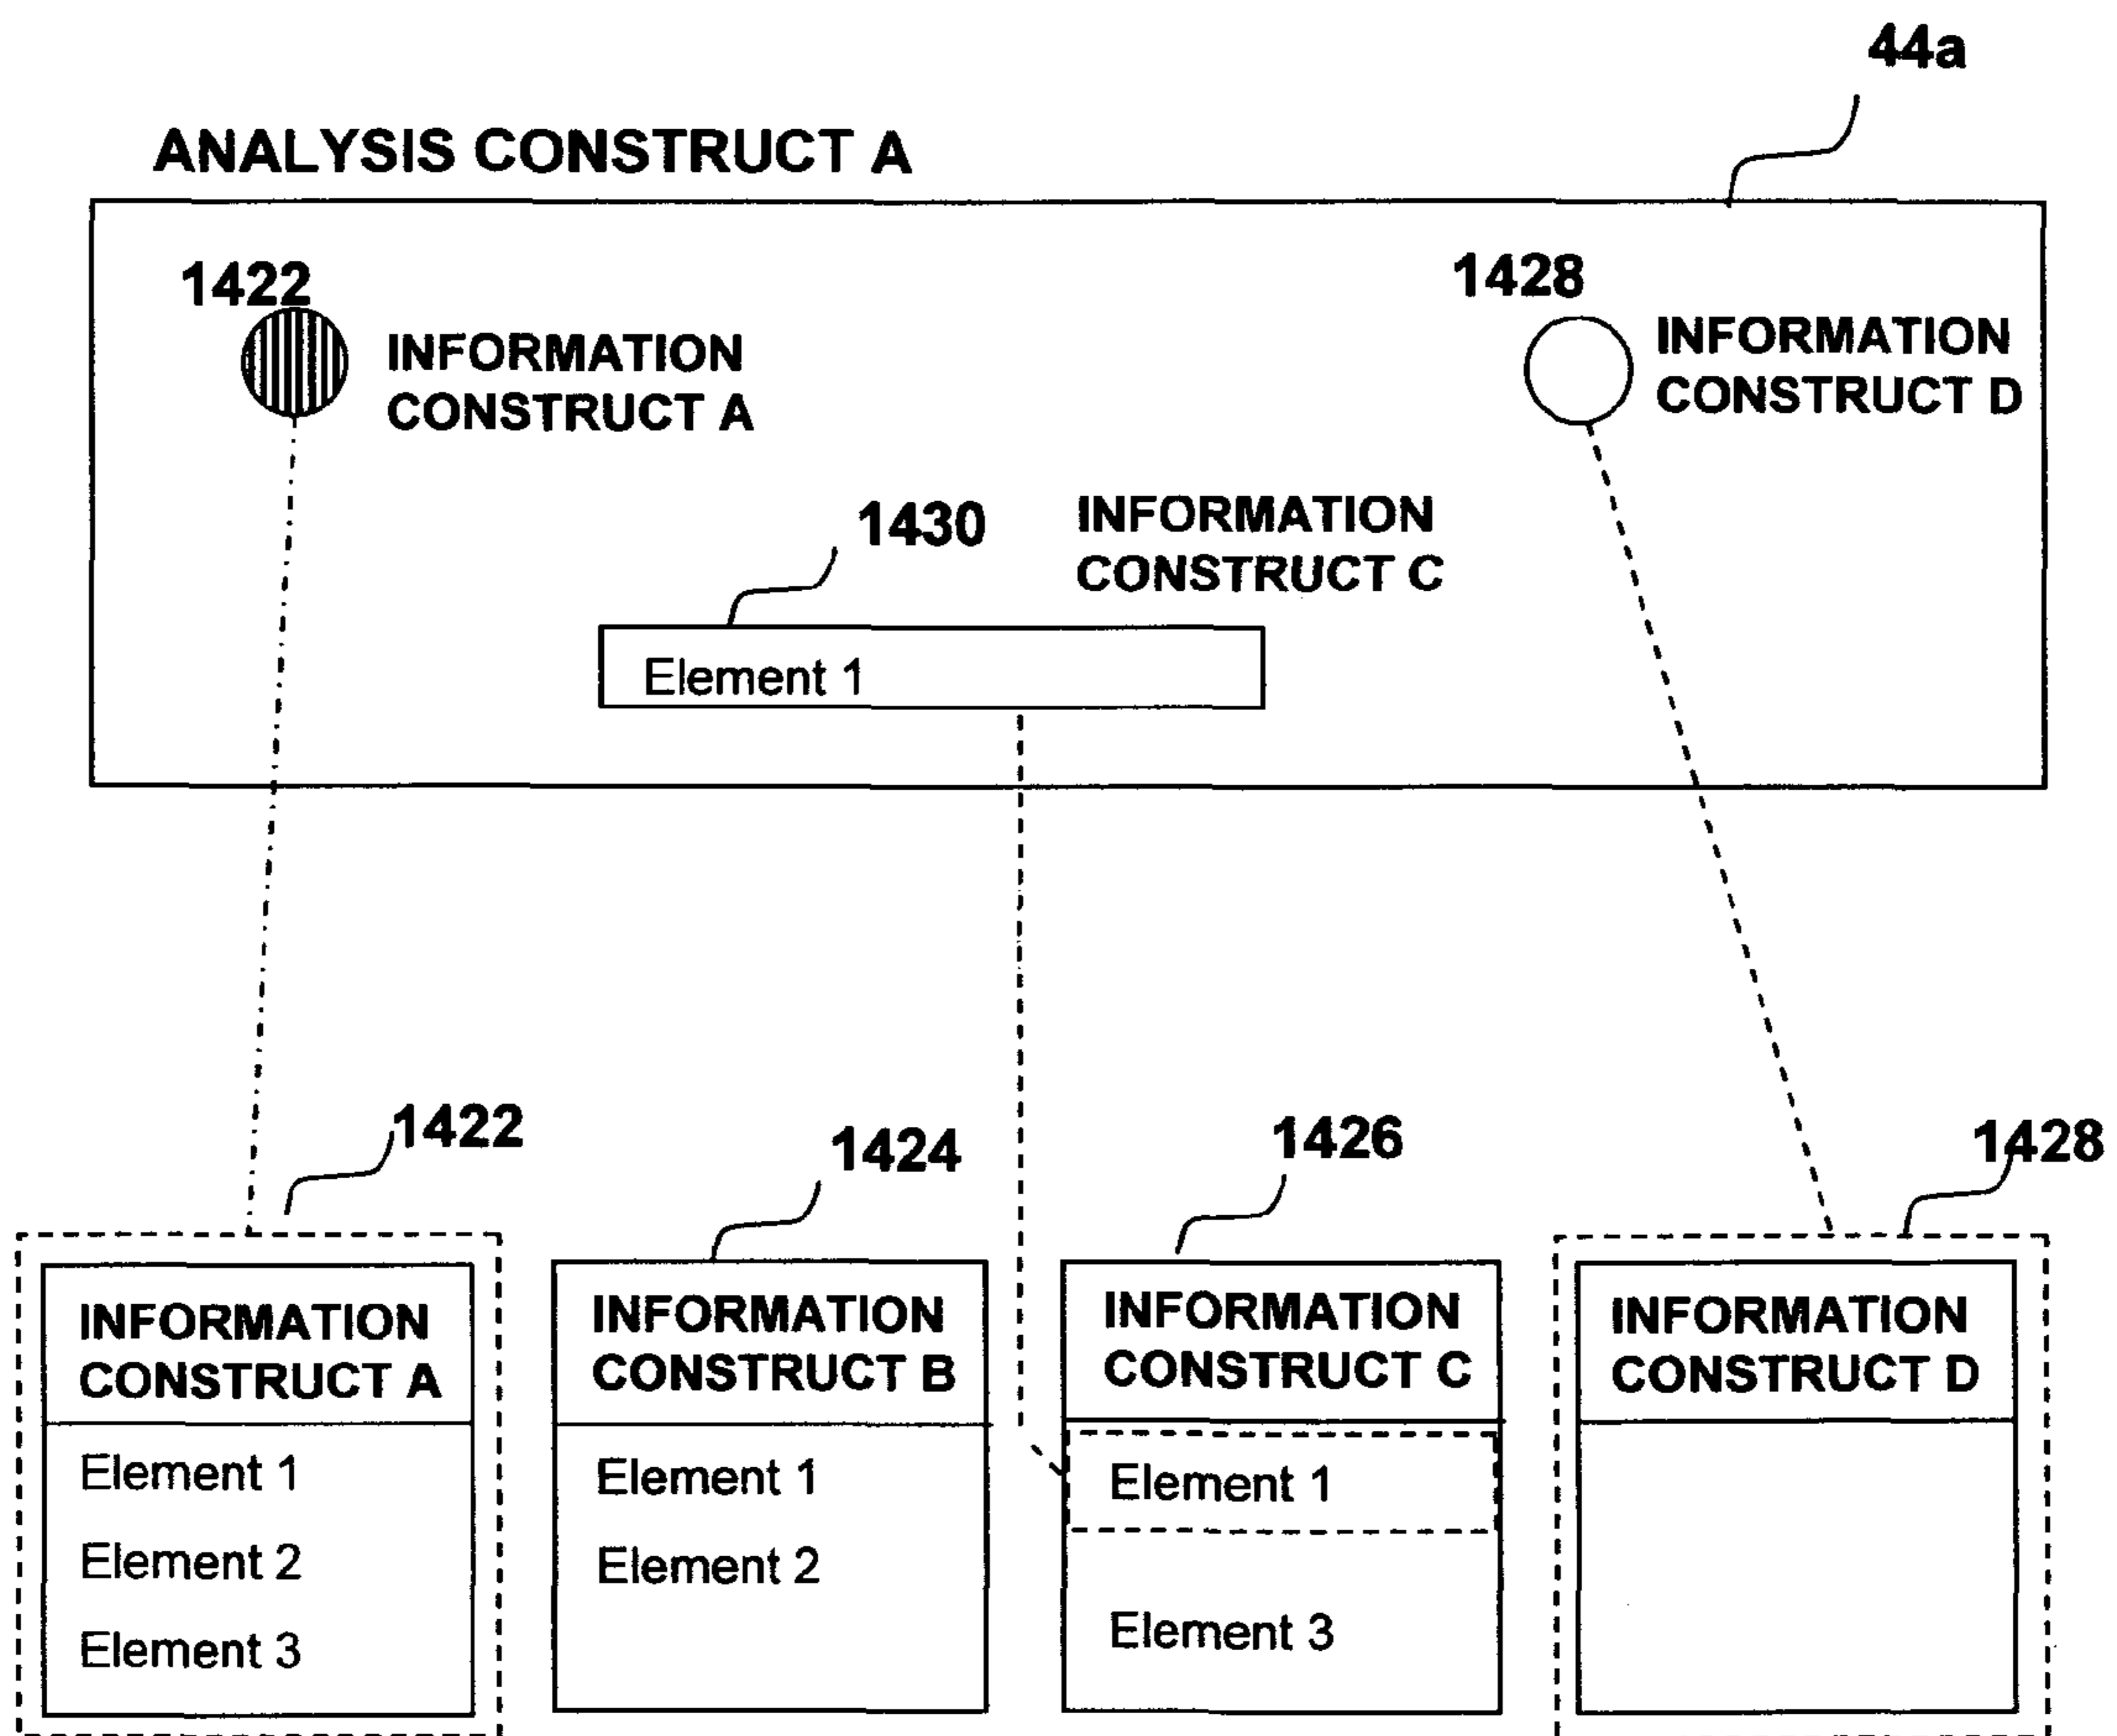 44a
ANALYSIS CONSTRUCT A
1422
INFORMATION
CONSTRUCT A
1428
INFORMATION
CONSTRUCT D
1430
INFORMATION
CONSTRUCT C
Element 1
1422
1424
1426
1428
INFORMATION
CONSTRUCT A
Element 1
Element 2
Element 3
INFORMATION
CONSTRUCT B
Element 1
Element 2
INFORMATION
CONSTRUCT C
Element 1
Element 3
INFORMATION
CONSTRUCT D